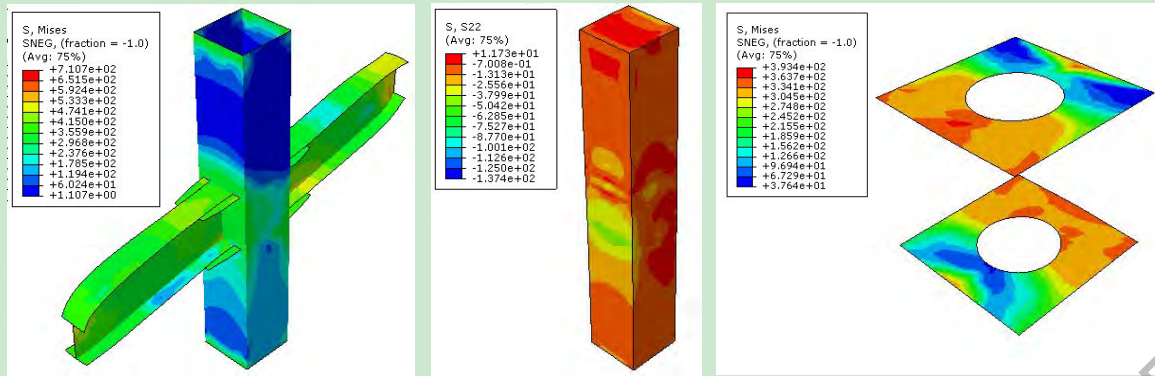 S, Mises
SNEG, (fraction = -1.0)
(Avg: 75%)
+7.107e+02
+6.515e+02
+5.924e+02
+5.333e+02
+4.741e+02
+4.150e+02
+3.559e+02
+2.968e+02
+2.376e+02
+1.785e+02
+1.194e+02
+6.024e+01
+1.107e+00
S, S22
(Avg: 75%)
+1.173e+01
-7.008e-01
-1.313e+01
-2.556e+01
-3.799e+01
-5.042e+01
-6.285e+01
-7.527e+01
-8.770e+01
-1.001e+02
-1.126e+02
-1.250e+02
-1.374e+02
S, Mises
SNEG, (fraction = -1.0)
(Avg: 75%)
+3.934e+02
+3.637e+02
+3.341e+02
+3.045e+02
+2.748e+02
+2.452e+02
+2.155e+02
+1.859e+02
+1.562e+02
+1.266e+02
+9.694e+01
+6.729e+01
+3.764e+01